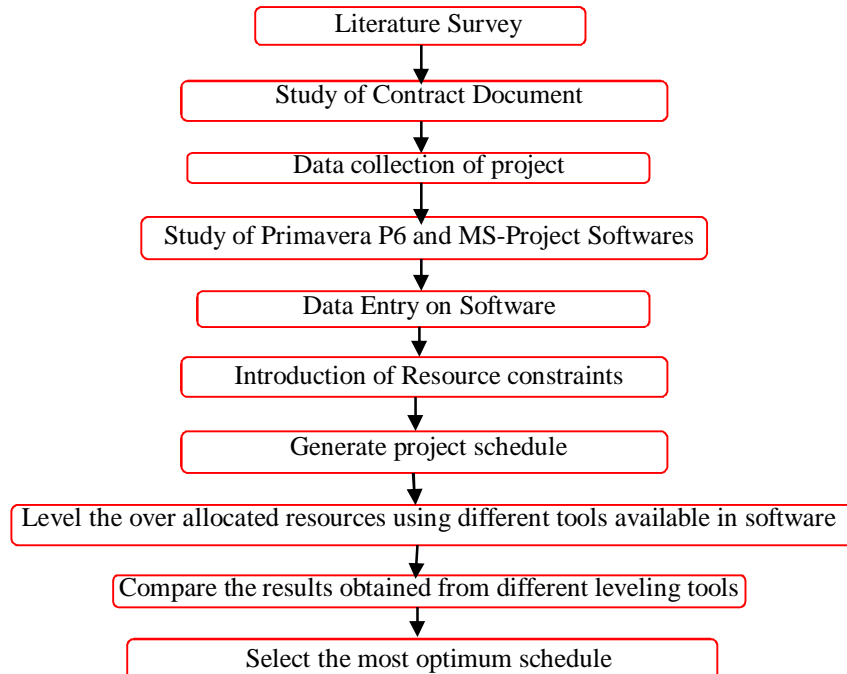 Literature Survey
Study of Contract Document
Data collection of project
Study of Primavera P6 and MS-Project Softwares
Data Entry on Software
Introduction of Resource constraints
Generate project schedule
Level the over allocated resources using different tools available in software
Compare the results obtained from different leveling tools
Select the most optimum schedule